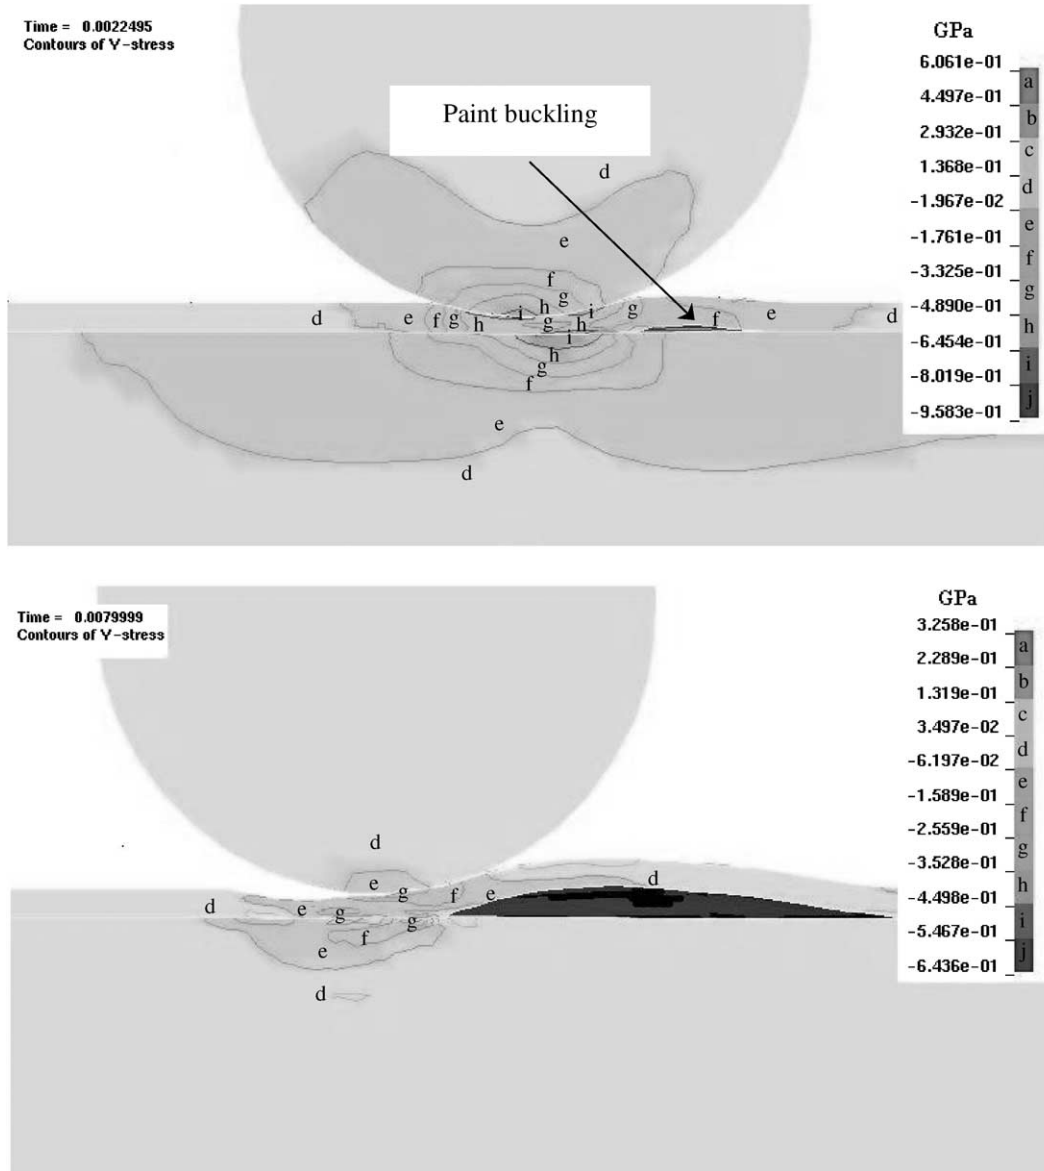 Time = 0.0022495
Contours of Y-stress
GPa
6.061e-01
4.497e-01
2.932e-01
1.368e-01
-1.967e-02
-1.761e-01
-3.325e-01
-4.890e-01
-6.454e-01
-8.019e-01
-9.583e-01
a
b
c
d
e
f
g
h
i
j
Paint buckling
d
e
f
g
h i
i
d e f g h g h g f e d
i
h
g
f
e
d
Time = 0.0079999
Contours of Y-stress
GPa
3.258e-01
2.289e-01
1.319e-01
3.497e-02
-6.197e-02
-1.589e-01
-2.559e-01
-3.528e-01
-4.498e-01
-5.467e-01
-6.436e-01
a
b
c
d
e
f
g
h
i
j
d
e g f e d
d e g g
f
e
d